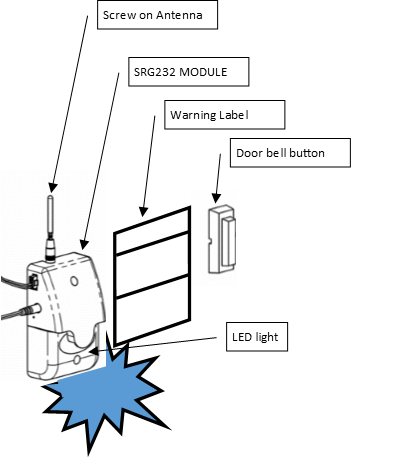 Screw on Antenna
SRG232 MODULE
Warning Label
Door bell button
LED light